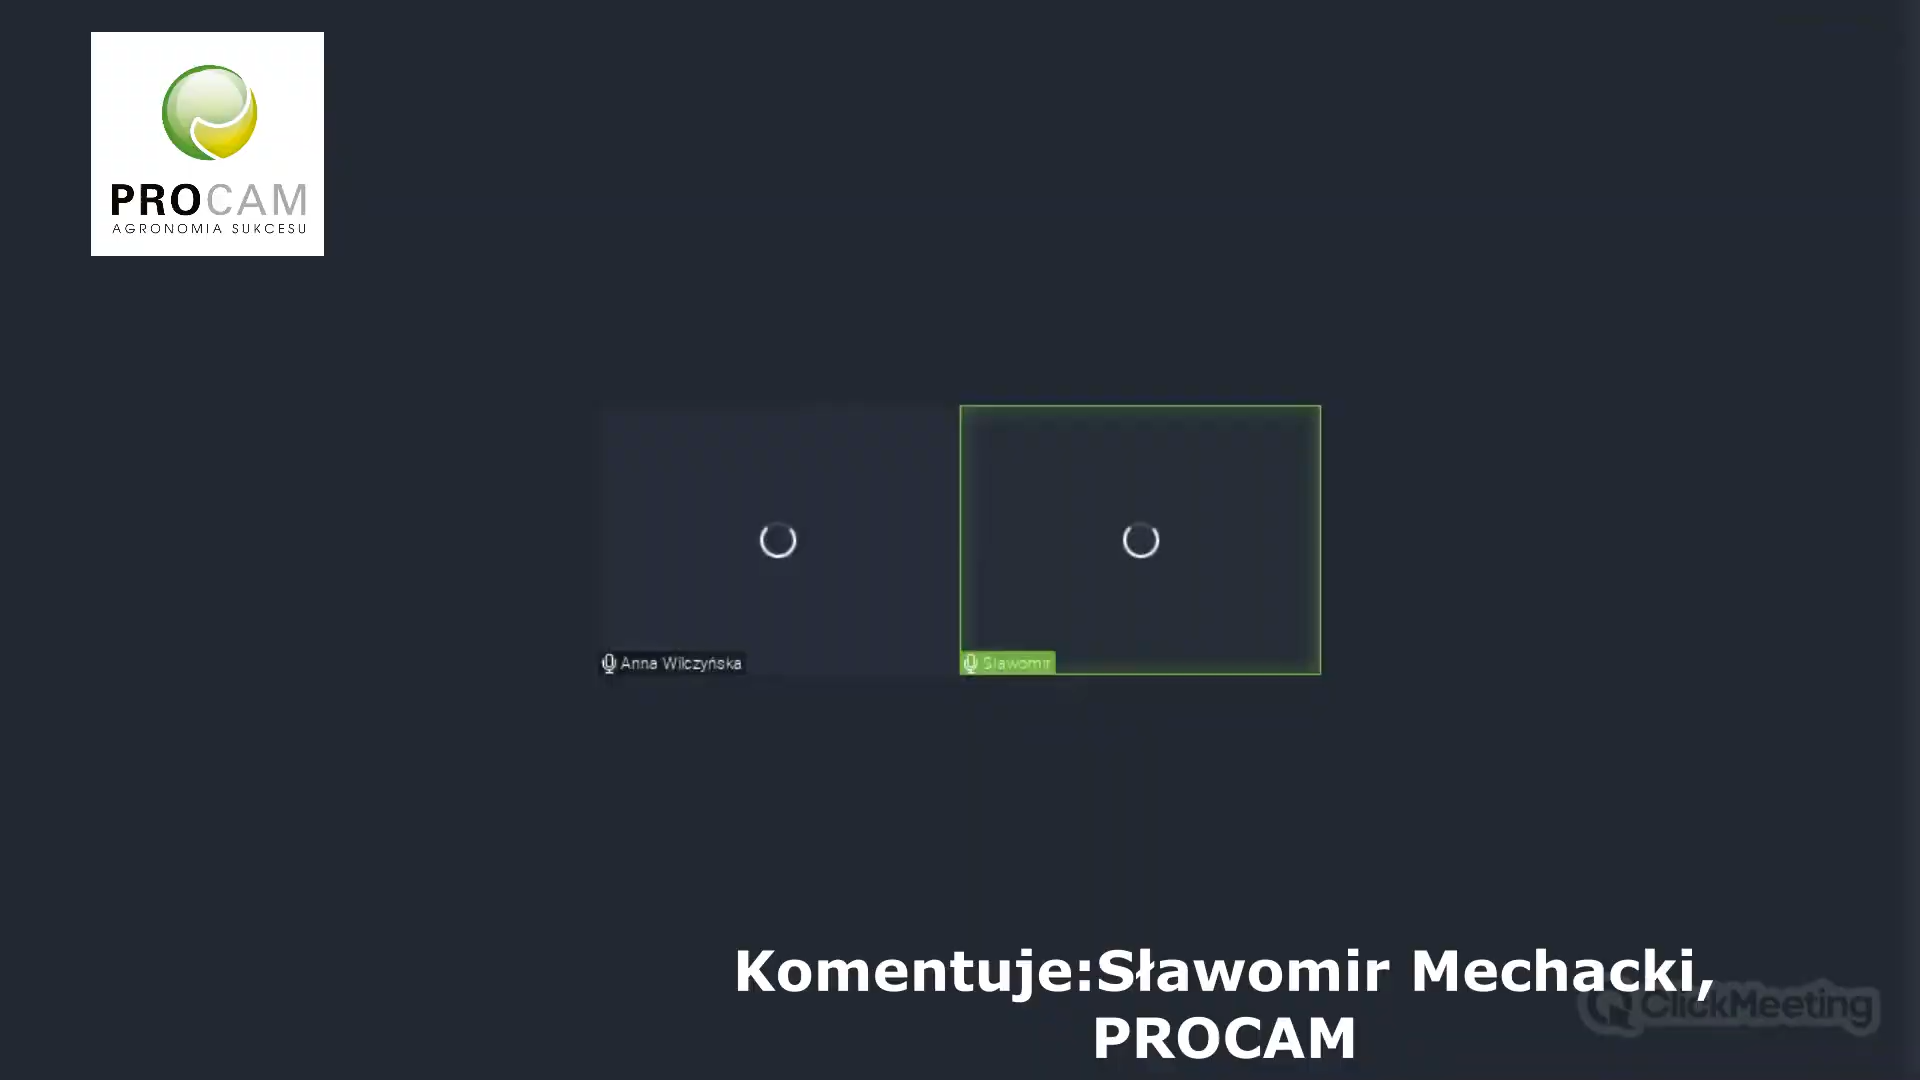 PROCAM
AGRONOMIA SUKCESU
Anna Wilczyńska
Sławomir
Komentuje:Sławomir Mechacki,
PROCAM
ClickMeeting